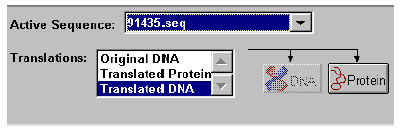 Active Sequence: 91435.seq
Translations: Original DNA
Translated Protein
Translated DNA
DNA
Protein